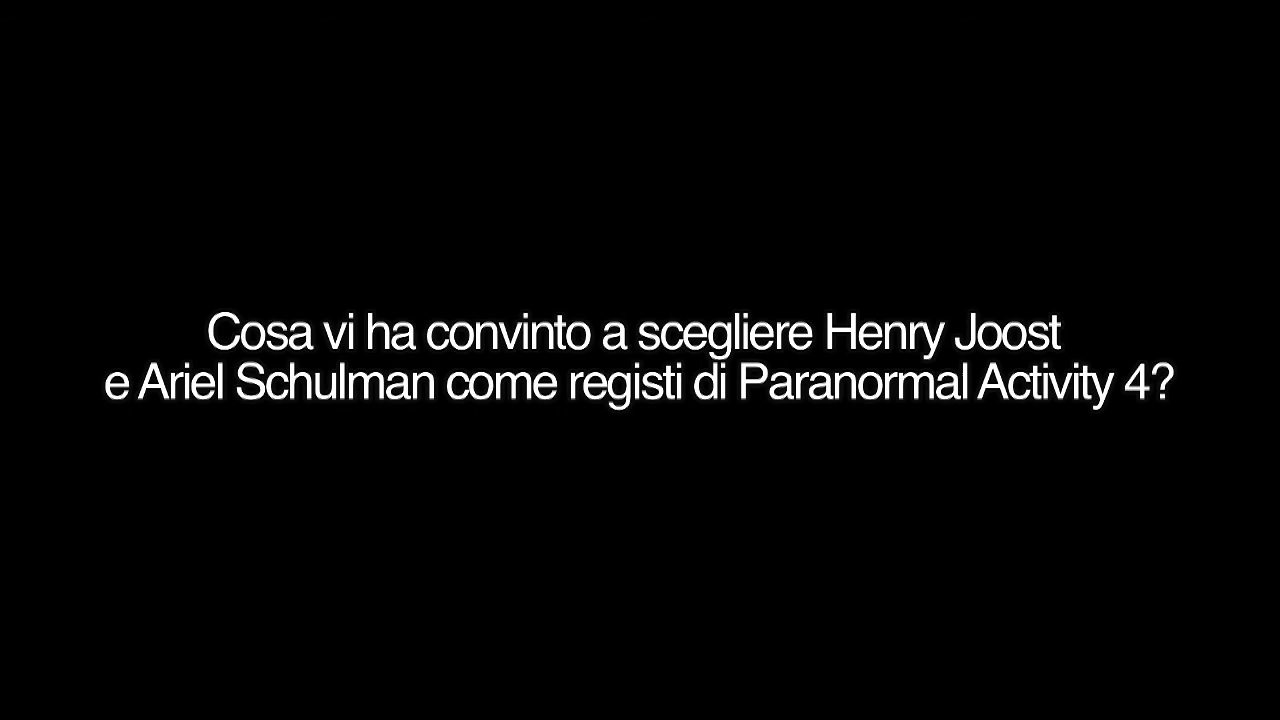 Cosa vi ha convinto a scegliere Henry Joost
e Ariel Schulman come registi di Paranormal Activity 4?